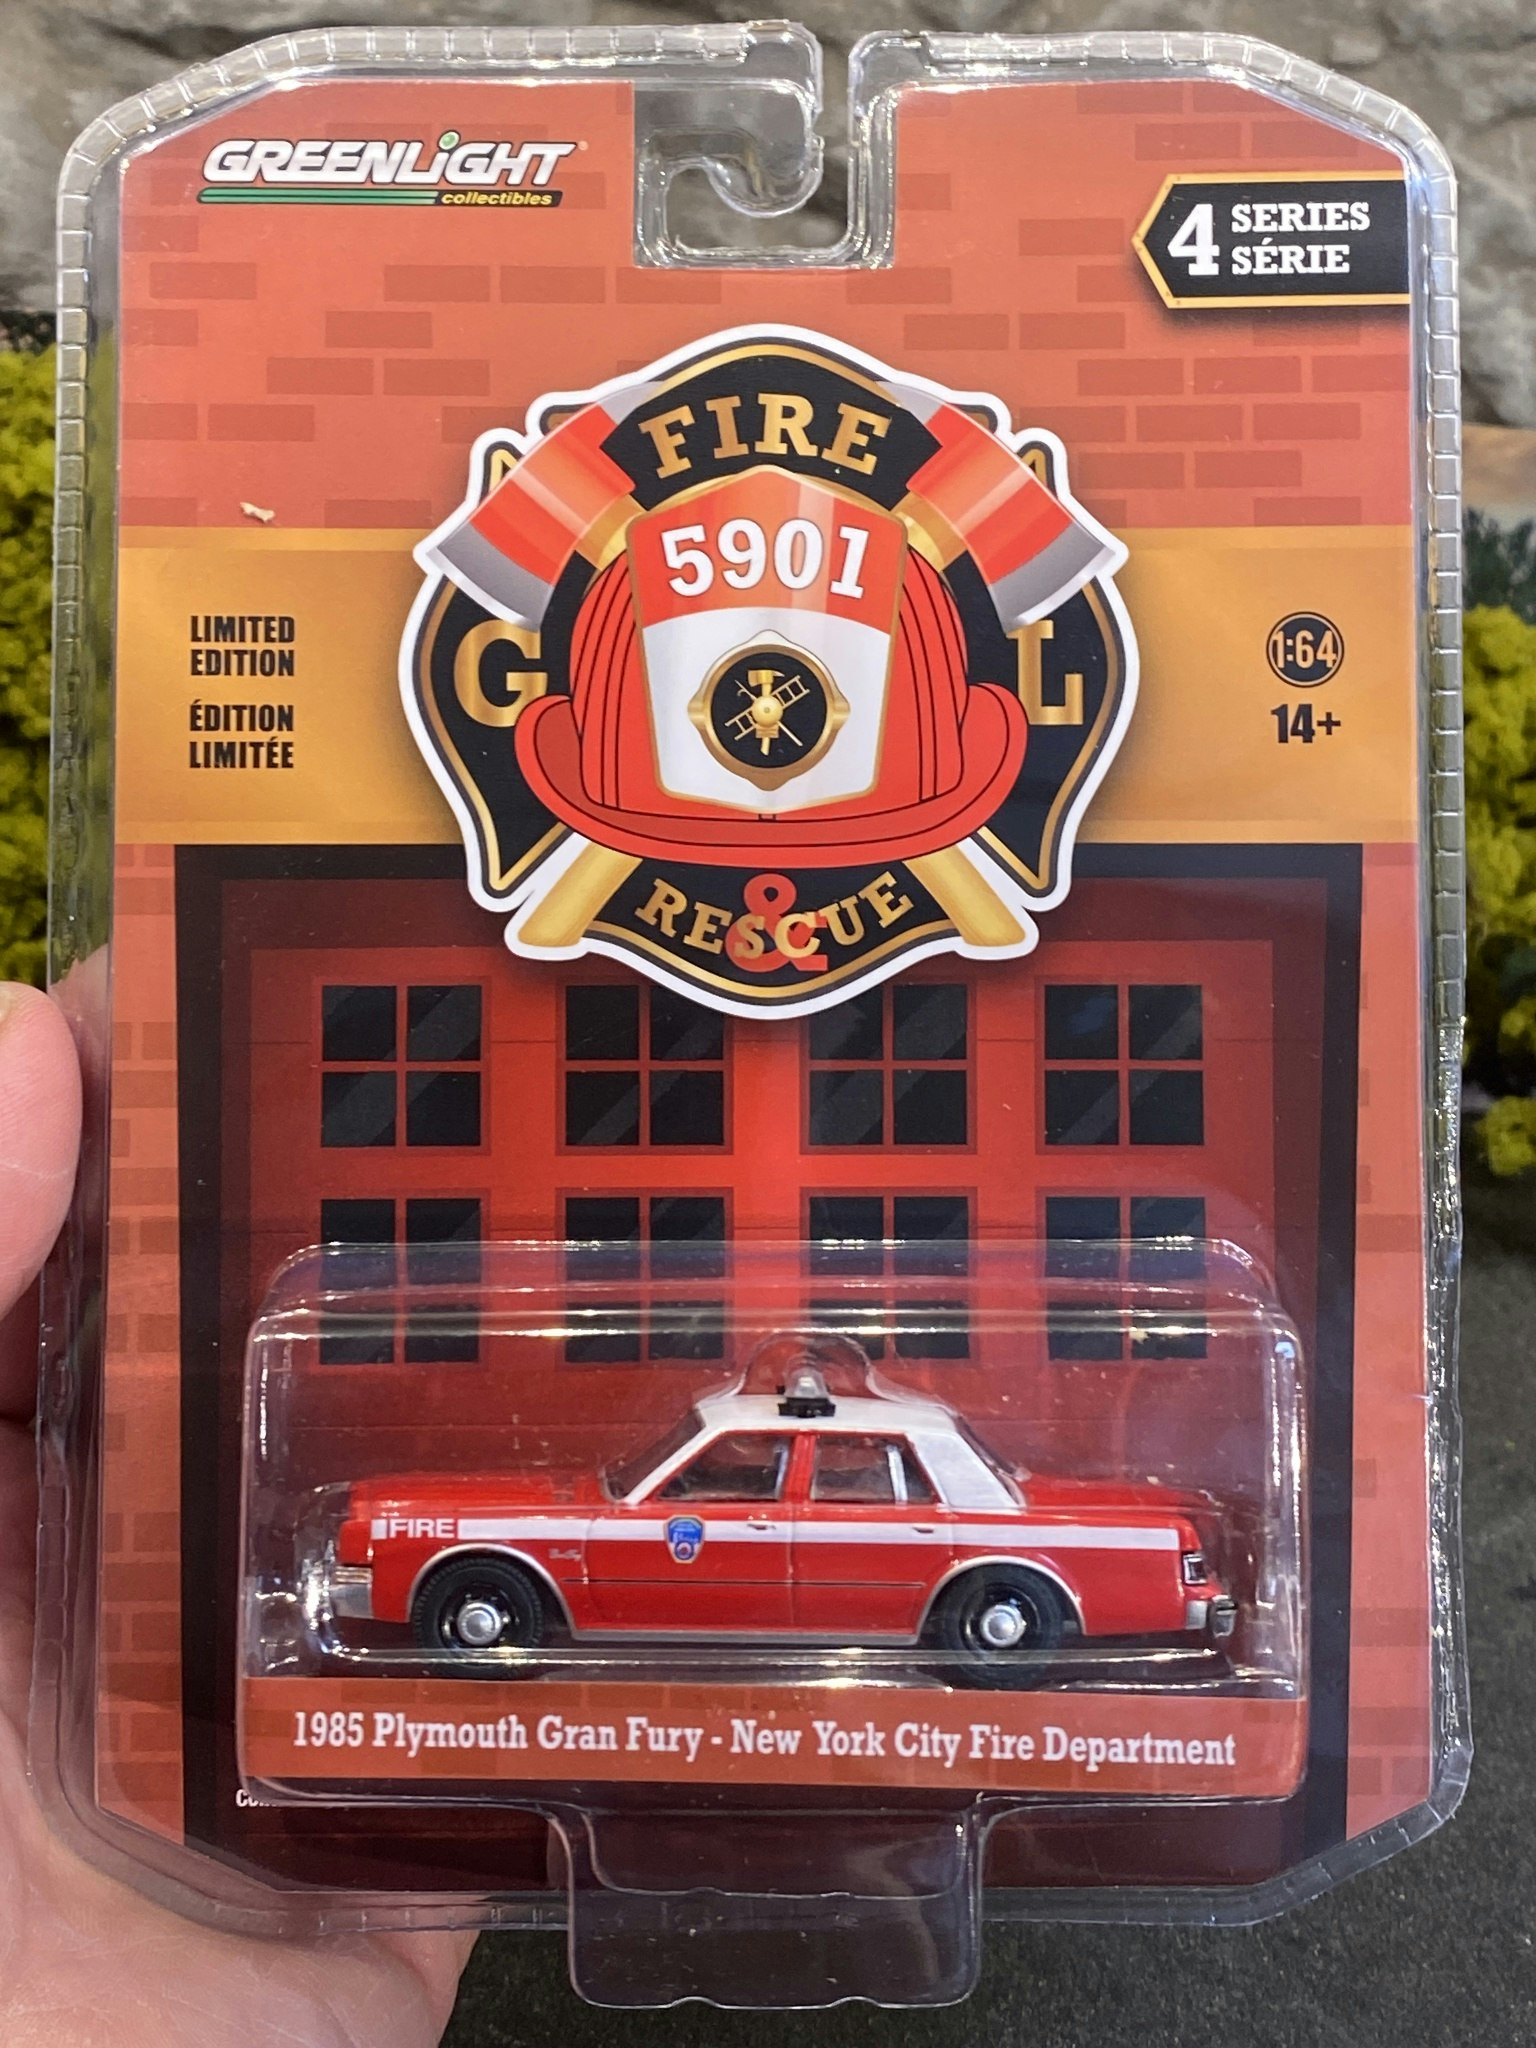 GREENLiGHT
collectibles
4 SERIES
SÉRIE
FIRE
5901
G L
LIMITED
EDITION
ÉDITION
LIMITÉE
1:64
14+
&
RESCUE
FIRE
1985 Plymouth Gran Fury - New York City Fire Department